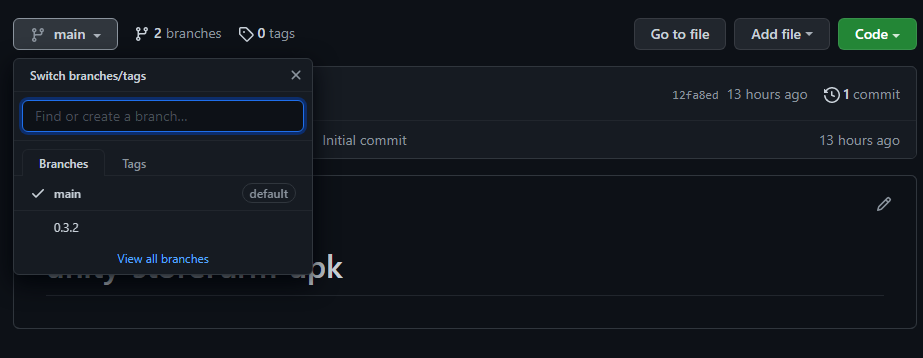 main
2 branches
0 tags
Go to file
Add file
Code
Switch branches/tags
Find or create a branch...
12fa8ed 13 hours ago 1 commit
Initial commit 13 hours ago
Branches Tags
main default
0.3.2
View all branches